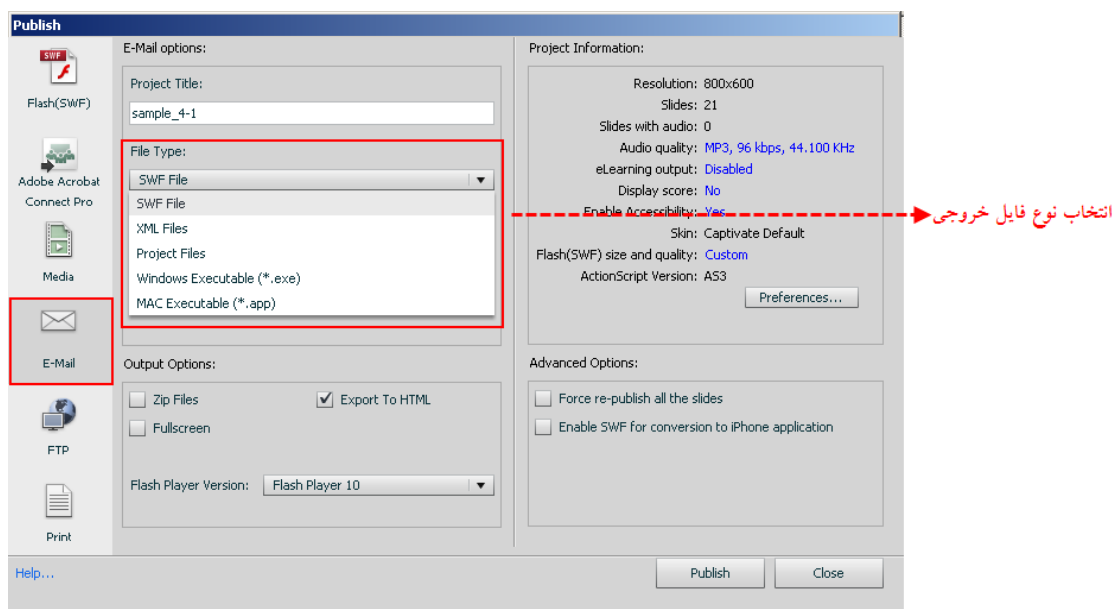 Publish
SWF
Flash(SWF)
Adobe Acrobat
Connect Pro
Media
E-Mail
FTP
Print
E-Mail options:
Project Title:
sample_4-1
File Type:
SWF File
SWF File
XML Files
Project Files
Windows Executable (*.exe)
MAC Executable (*.app)
Output Options:
Zip Files
Export To HTML
Fullscreen
Flash Player Version: Flash Player 10
Project Information:
Resolution: 800x600
Slides: 21
Slides with audio: 0
Audio quality: MP3, 96 kbps, 44.100 KHz
eLearning output: Disabled
Display score: No
Enable Accessibility: Yes
Skin: Captivate Default
Flash(SWF) size and quality: Custom
ActionScript Version: AS3
Preferences...
Advanced Options:
Force re-publish all the slides
Enable SWF for conversion to iPhone application
انتخاب نوع فایل خروجی
Help...
Publish
Close